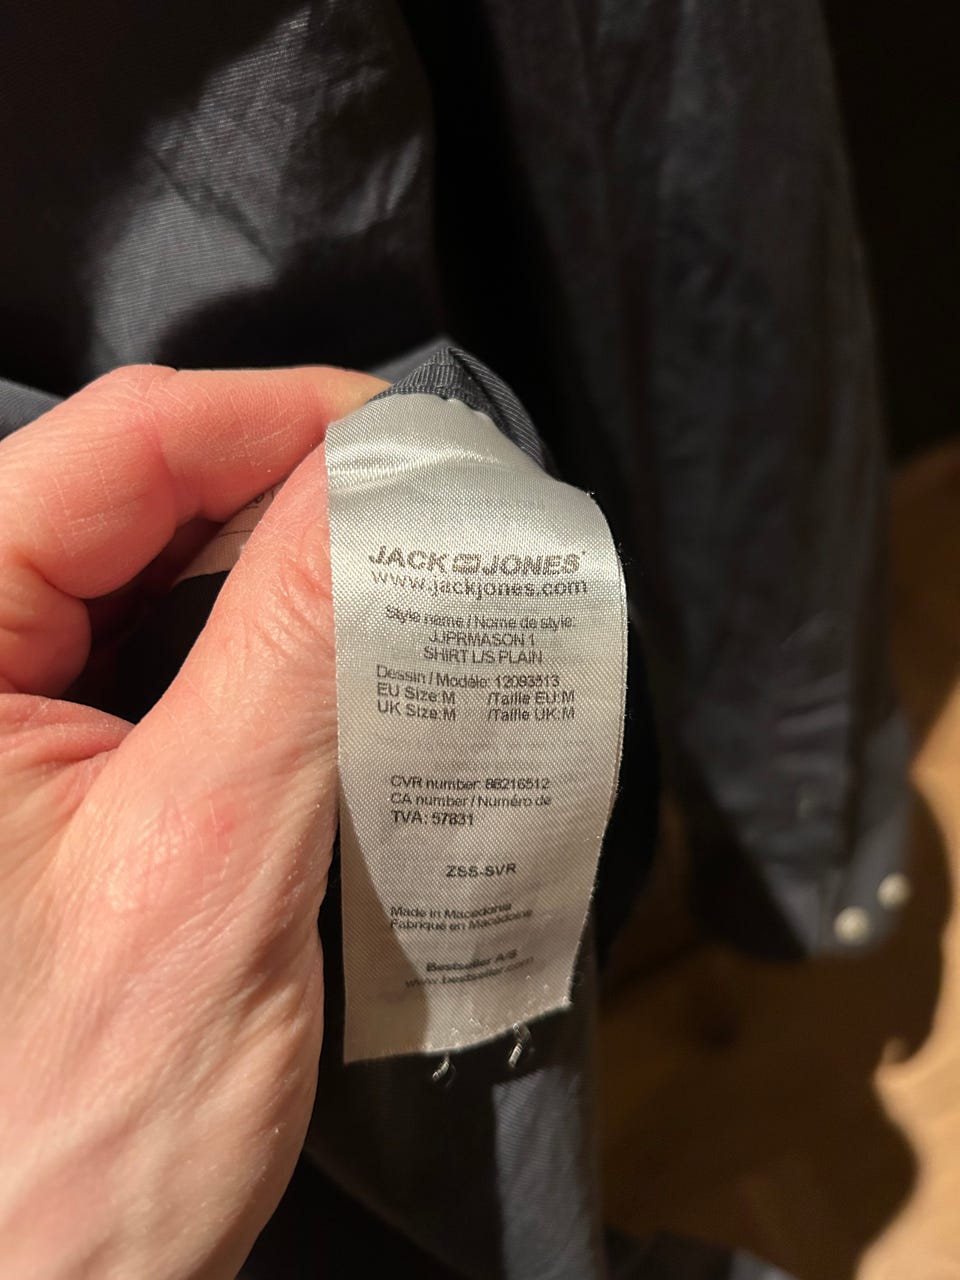 JACK JONES
www.jackjones.com
Style name / Nome de style:
JJPRMASON 1
SHIRT L/S PLAIN
Dessin / Modèle: 12093513
EU Size:M /Taille EU:M
UK Size:M /Taille UK:M
CVR number: 88216512
CA number / Numéro de
TVA: 57831
ZSS-SVR
Made in Macedonia
Fabriqué en Macédoine
Bestseller A/S
www.bestseller.com